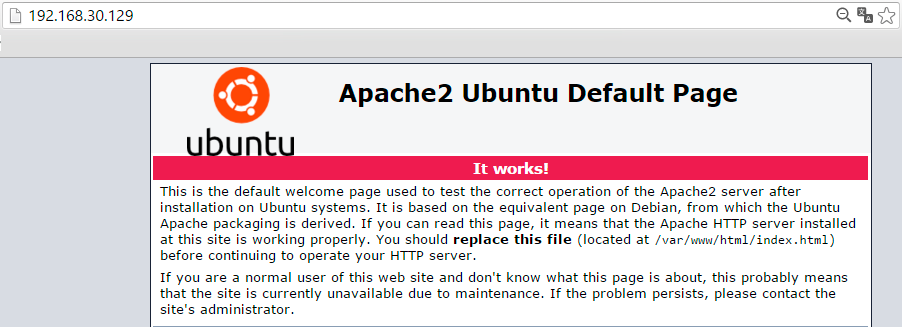 192.168.30.129
Apache2 Ubuntu Default Page
ubuntu
It works!
This is the default welcome page used to test the correct operation of the Apache2 server after
installation on Ubuntu systems. It is based on the equivalent page on Debian, from which the Ubuntu
Apache packaging is derived. If you can read this page, it means that the Apache HTTP server installed
at this site is working properly. You should replace this file (located at /var/www/html/index.html)
before continuing to operate your HTTP server.
If you are a normal user of this web site and don't know what this page is about, this probably means
that the site is currently unavailable due to maintenance. If the problem persists, please contact the
site's administrator.